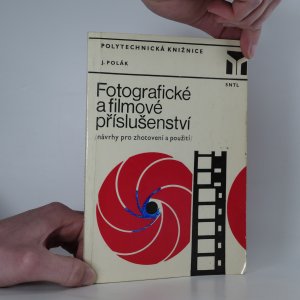 POLYTECHNICKÁ KNIŽNICE
J. POLÁK
SNTL
Fotografické
a filmové
příslušenství
/návrhy pro zhotovení a použití/